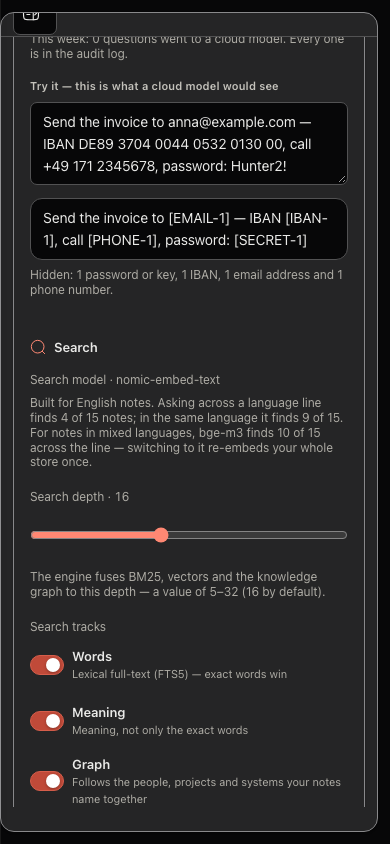 This week: 0 questions went to a cloud model. Every one
is in the audit log.
Try it — this is what a cloud model would see
Send the invoice to anna@example.com —
IBAN DE89 3704 0044 0532 0130 00, call
+49 171 2345678, password: Hunter2!
Send the invoice to [EMAIL-1] — IBAN [IBAN-
1], call [PHONE-1], password: [SECRET-1]
Hidden: 1 password or key, 1 IBAN, 1 email address and 1
phone number.
Search
Search model · nomic-embed-text
Built for English notes. Asking across a language line
finds 4 of 15 notes; in the same language it finds 9 of 15.
For notes in mixed languages, bge-m3 finds 10 of 15
across the line — switching to it re-embeds your whole
store once.
Search depth · 16
The engine fuses BM25, vectors and the knowledge
graph to this depth — a value of 5–32 (16 by default).
Search tracks
Words
Lexical full-text (FTS5) — exact words win
Meaning
Meaning, not only the exact words
Graph
Follows the people, projects and systems your notes
name together